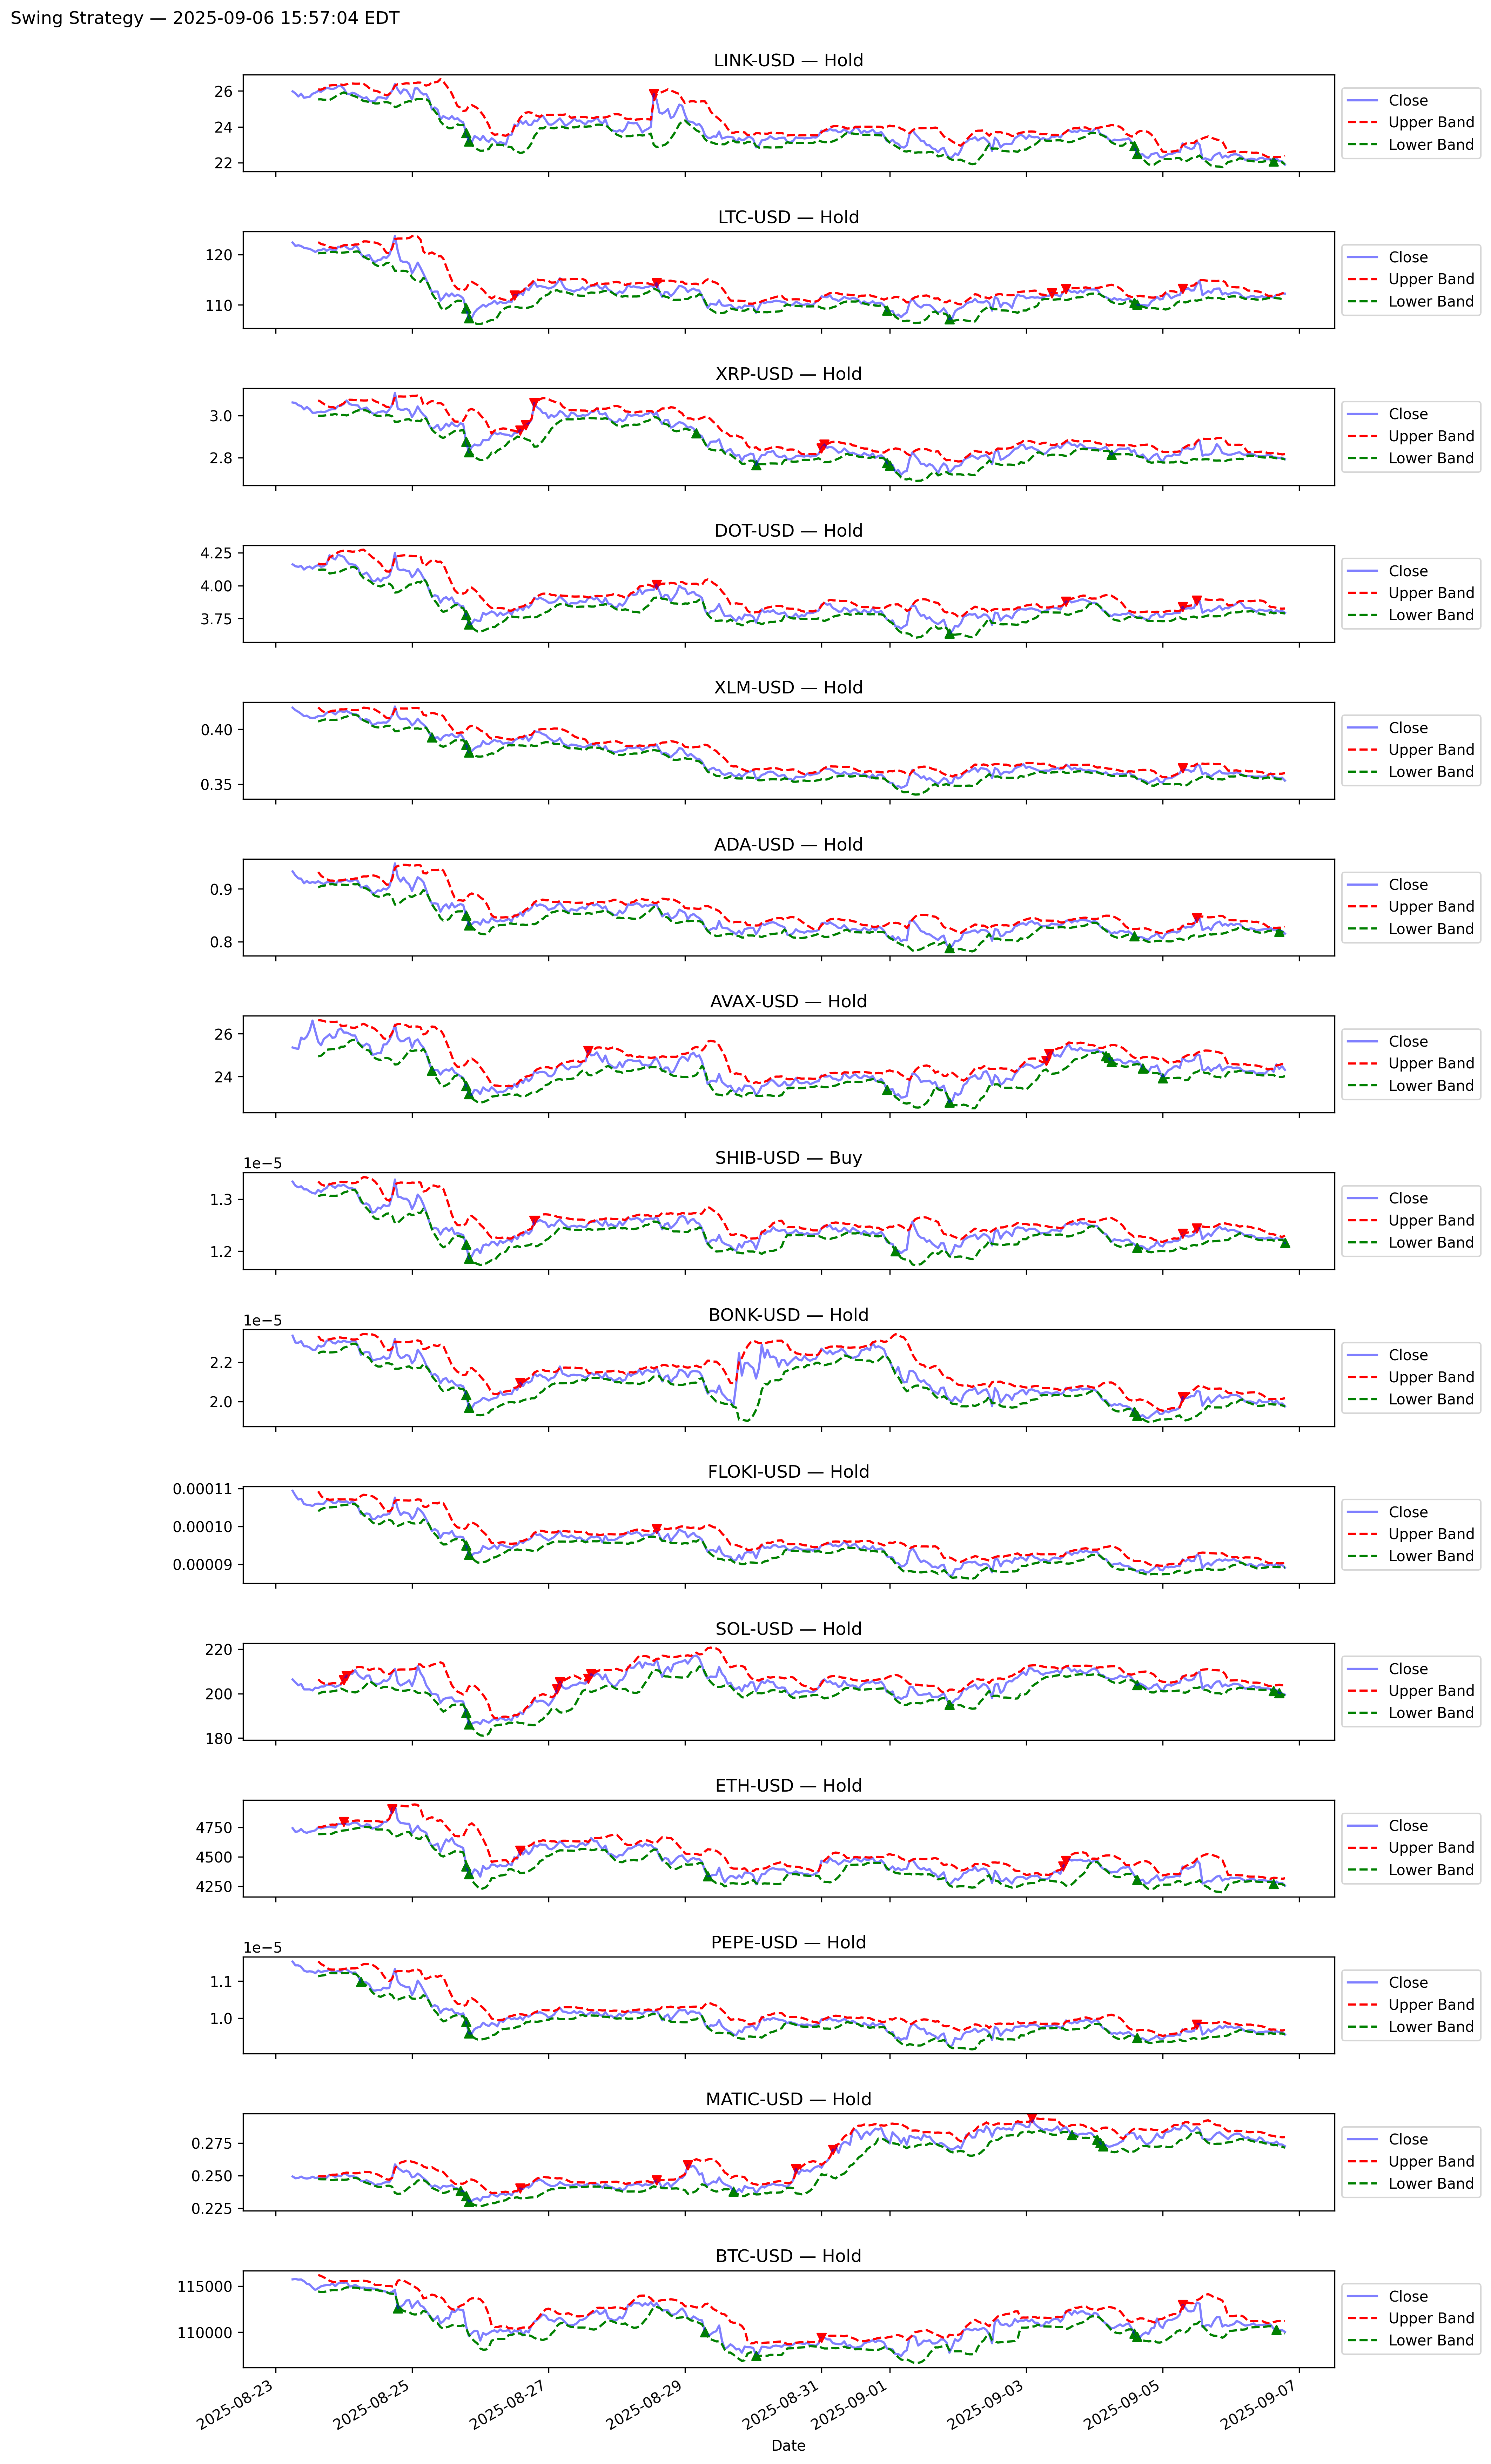 Swing Strategy — 2025-09-06 15:57:04 EDT
LINK-USD — Hold
26
24
22
Close
Upper Band
Lower Band
LTC-USD — Hold
120
110
Close
Upper Band
Lower Band
XRP-USD — Hold
3.0
2.8
Close
Upper Band
Lower Band
DOT-USD — Hold
4.25
4.00
3.75
Close
Upper Band
Lower Band
XLM-USD — Hold
0.40
0.35
Close
Upper Band
Lower Band
ADA-USD — Hold
0.9
0.8
Close
Upper Band
Lower Band
AVAX-USD — Hold
26
24
Close
Upper Band
Lower Band
SHIB-USD — Buy
1e−5
1.3
1.2
Close
Upper Band
Lower Band
BONK-USD — Hold
1e−5
2.2
2.0
Close
Upper Band
Lower Band
FLOKI-USD — Hold
0.00011
0.00010
0.00009
Close
Upper Band
Lower Band
SOL-USD — Hold
220
200
180
Close
Upper Band
Lower Band
ETH-USD — Hold
4750
4500
4250
Close
Upper Band
Lower Band
PEPE-USD — Hold
1e−5
1.1
1.0
Close
Upper Band
Lower Band
MATIC-USD — Hold
0.275
0.250
0.225
Close
Upper Band
Lower Band
BTC-USD — Hold
115000
110000
Close
Upper Band
Lower Band
2025-08-23
2025-08-25
2025-08-27
2025-08-29
2025-08-31
2025-09-01
2025-09-03
2025-09-05
2025-09-07
Date